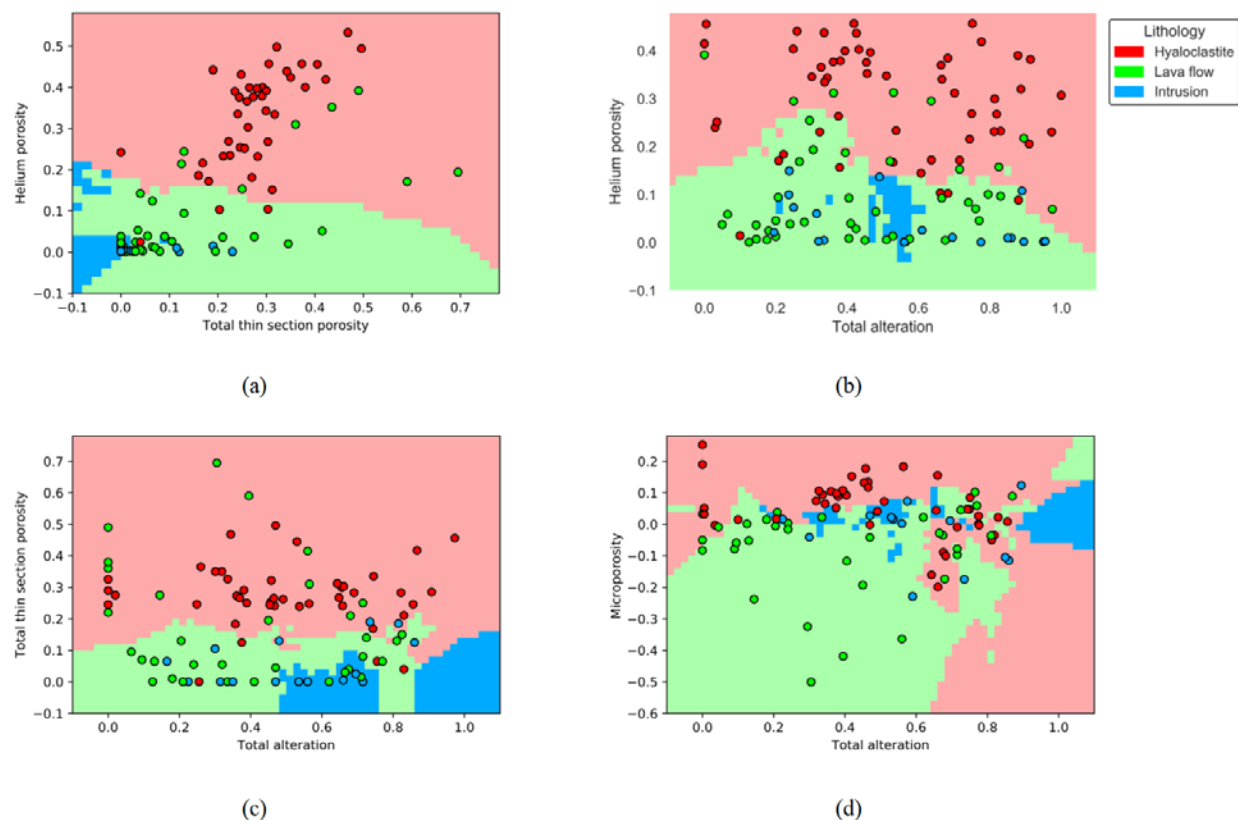 0.5
0.4
0.3
0.2
0.1
0.0
−0.1
Helium porosity
−0.1 0.0 0.1 0.2 0.3 0.4 0.5 0.6 0.7
Total thin section porosity
(a)
0.4
0.3
0.2
0.1
0.0
−0.1
Helium porosity
0.0 0.2 0.4 0.6 0.8 1.0
Total alteration
(b)
Lithology
Hyaloclastite
Lava flow
Intrusion
0.7
0.6
0.5
0.4
0.3
0.2
0.1
0.0
−0.1
Total thin section porosity
0.0 0.2 0.4 0.6 0.8 1.0
Total alteration
(c)
0.2
0.1
0.0
−0.1
−0.2
−0.3
−0.4
−0.5
−0.6
Microporosity
0.0 0.2 0.4 0.6 0.8 1.0
Total alteration
(d)